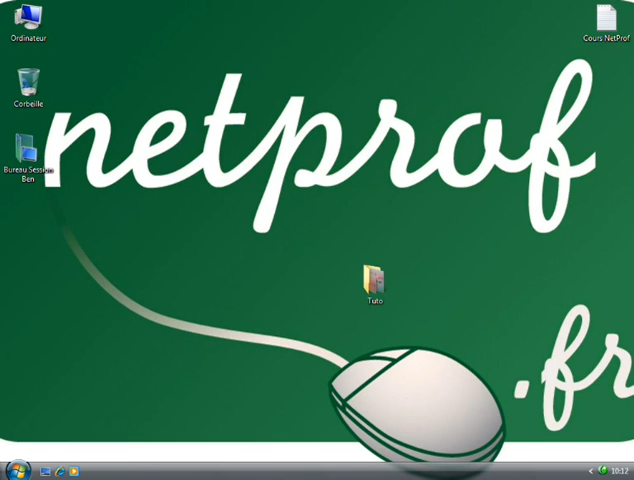 Ordinateur
Cours NetProf
Corbeille
netprof
Bureau Session
Ben
Tuto
.fr
10:12